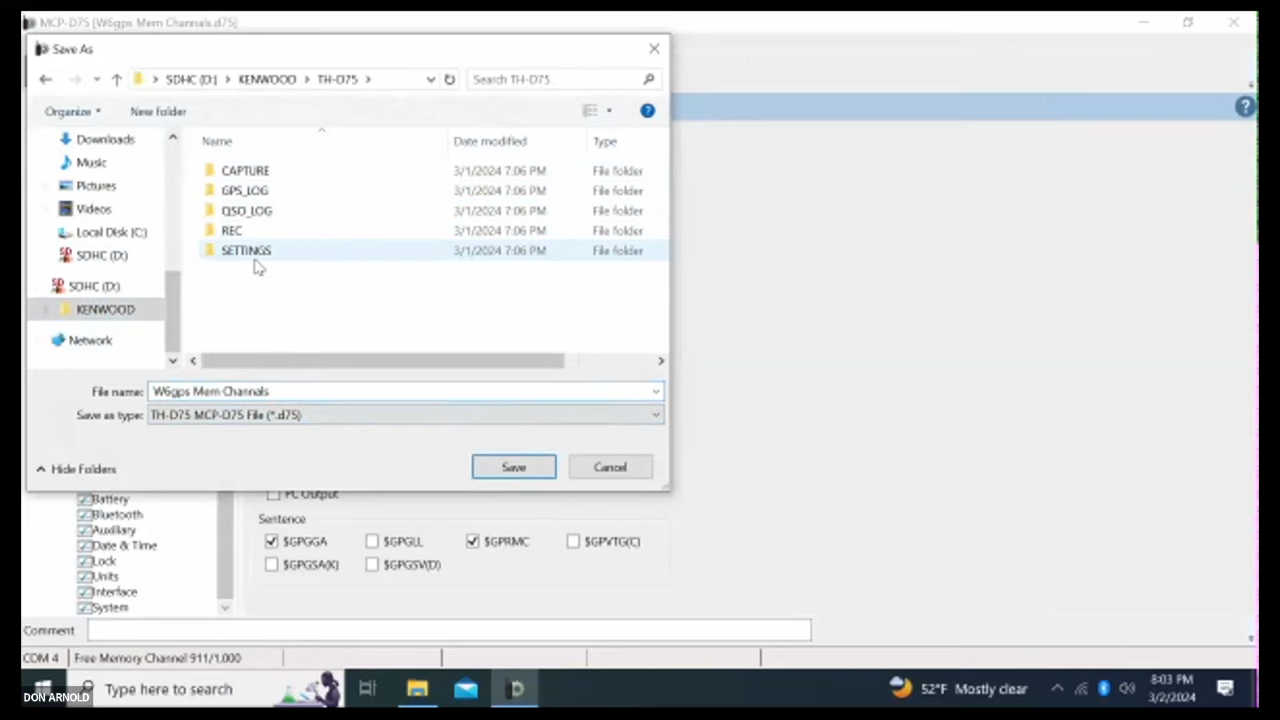 MCP-D75 [W6gps Mem Channels.d75]
Save As
SDHC (D:) > KENWOOD > TH-D75 >
Search TH-D75
Organize
New folder
Name Date modified Type
Downloads
Music
Pictures
Videos
Local Disk (C:)
SDHC (D:)
SDHC (D:)
KENWOOD
Network
CAPTURE 3/1/2024 7:06 PM File folder
GPS_LOG 3/1/2024 7:06 PM File folder
QSO_LOG 3/1/2024 7:06 PM File folder
REC 3/1/2024 7:06 PM File folder
SETTINGS 3/1/2024 7:06 PM File folder
File name: W6gps Mem Channels
Save as type: TH-D75 MCP-D75 File (*.d75)
Hide Folders
Save
Cancel
Battery
Bluetooth
Auxiliary
Date & Time
Lock
Units
Interface
System
PC Output
Sentence
$GPGGA $GPGLL $GPRMC $GPVTG(C)
$GPGSA(K) $GPGSV(D)
Comment
COM 4 Free Memory Channel 911/1,000
Type here to search
DON ARNOLD
52°F Mostly clear
8:03 PM
3/2/2024